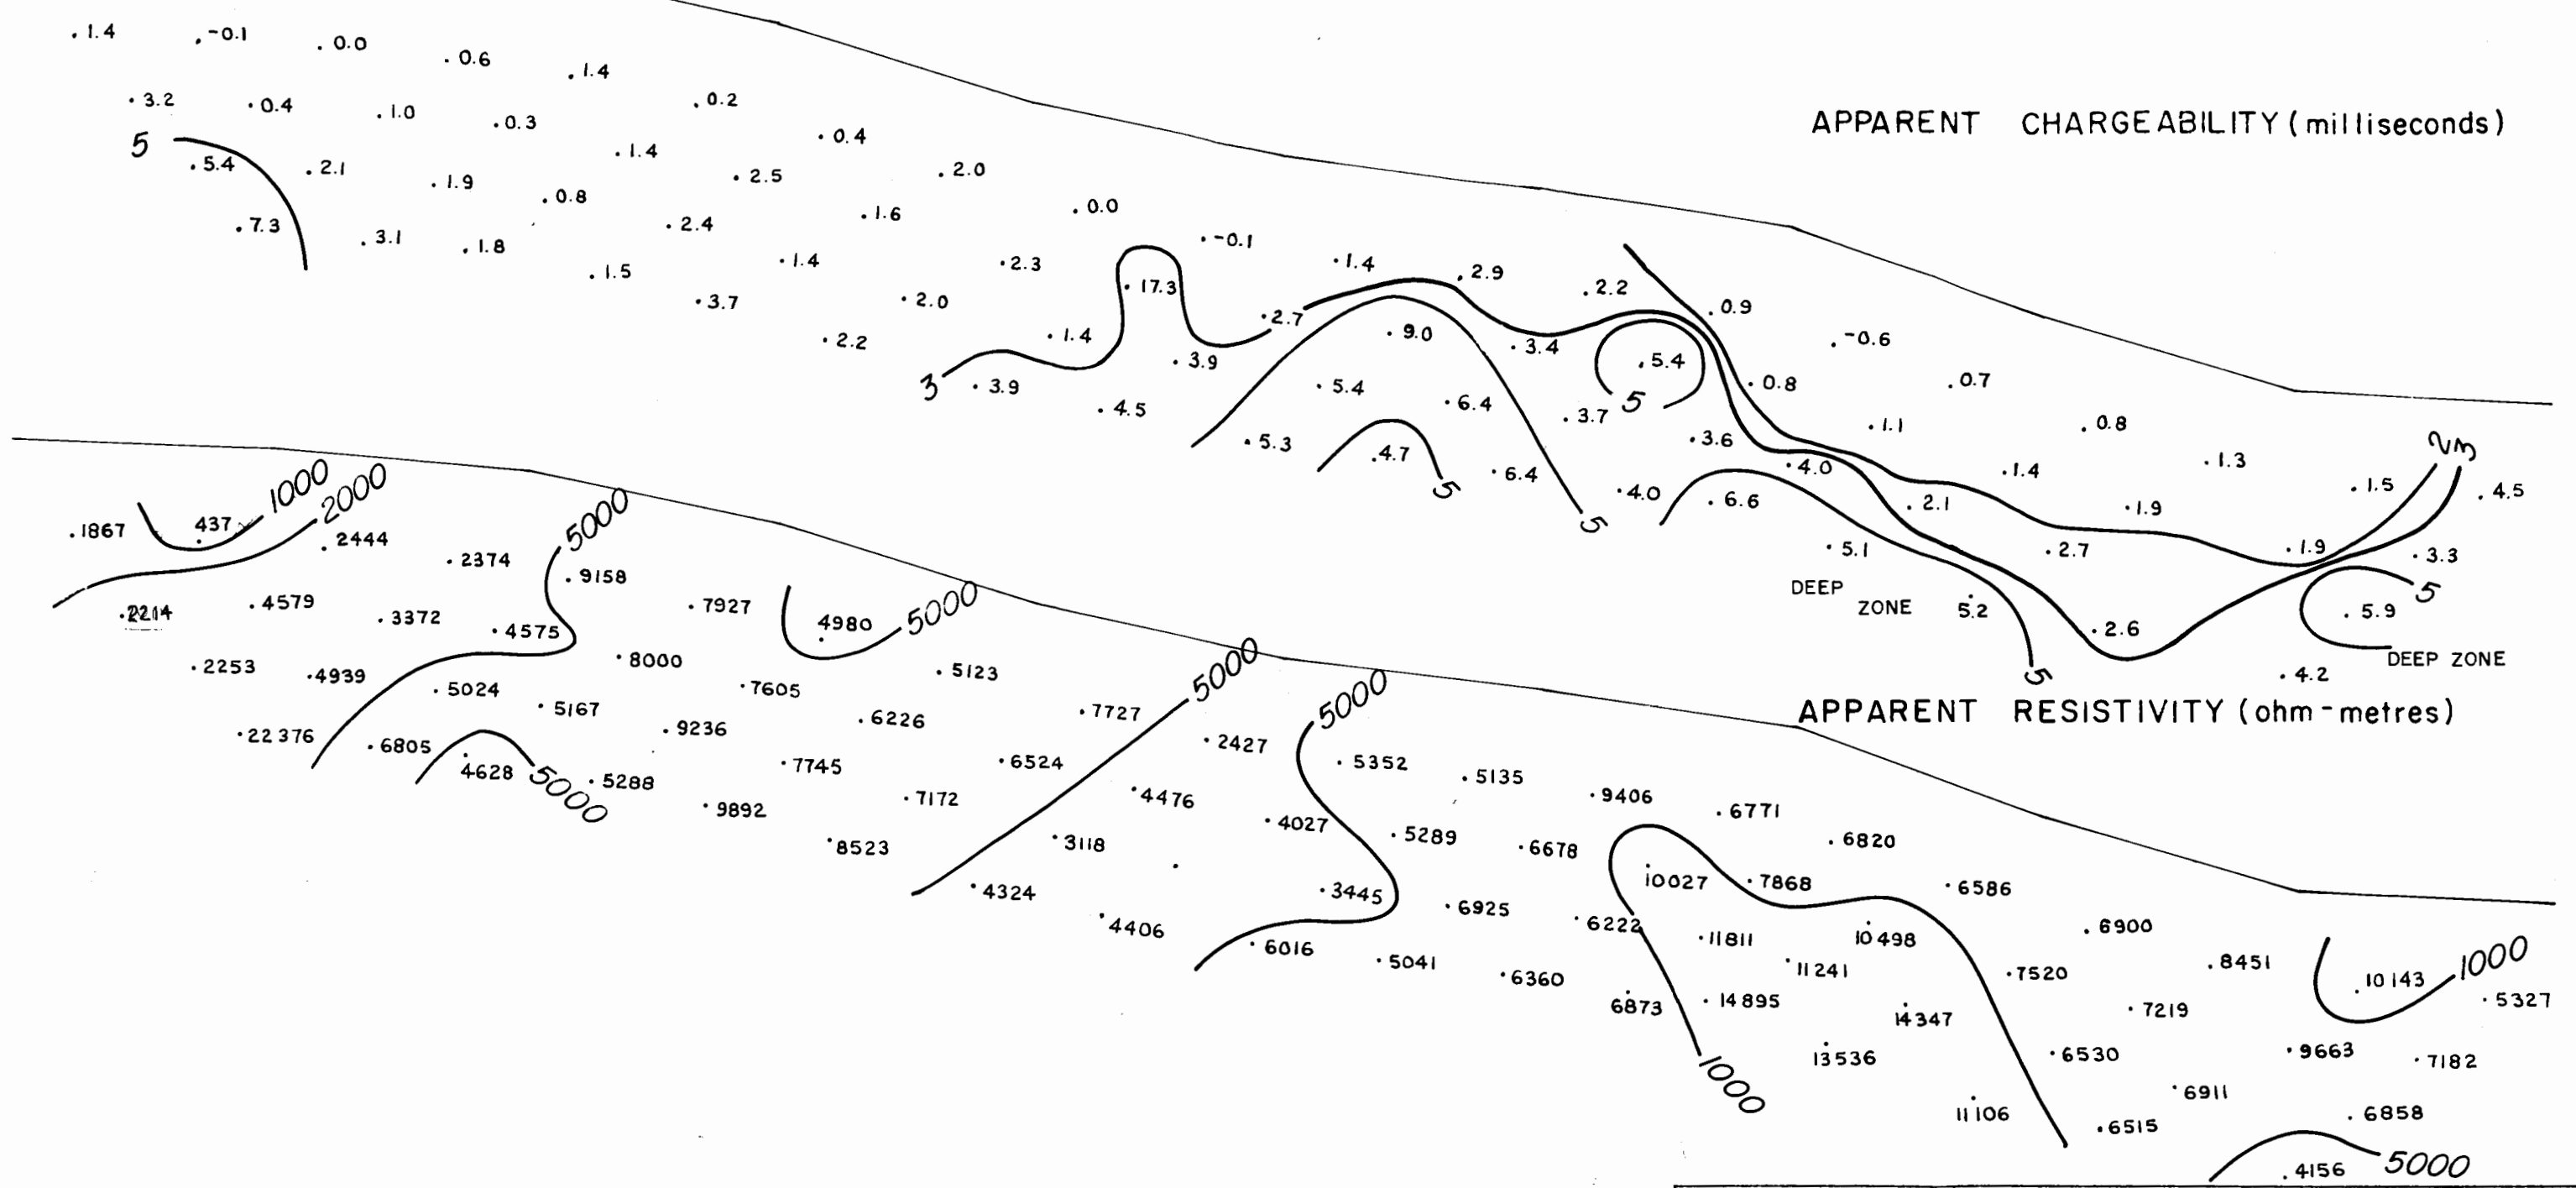 .1.4 .-0.1 .0.0 .0.6 .1.4
.3.2 .0.4 .1.0 .0.3 .0.2
APPARENT CHARGEABILITY (milliseconds)
5 .5.4 .2.1 .1.9 .0.8 .1.4 .2.5 .0.4 .2.0
.7.3 .3.1 .1.8 .1.5 .2.4 .1.4 .1.6 .0.0 .-0.1
.3.7 .2.0 .2.3 .17.3 .1.4 .2.9 .2.2 .0.9 .-0.6
.2.2 .1.4 .2.7 .9.0 .3.4 .5.4 .0.8 .0.7
3 .3.9 .3.9 .5.4 .6.4 .3.7 5 .1.1 .0.8
.4.5 .5.3 .4.7 .6.4 .3.6 .4.0 .1.4 .1.3 2 3
5 5 .4.0 .6.6 .2.1 .1.9 .1.5 .4.5
.5.1 .2.7 .1.9 .3.3
DEEP ZONE .5.2 .2.6 .5.9 5
5 .4.2 DEEP ZONE
APPARENT RESISTIVITY (ohm-metres)
.1867 .437 1000 2000
.2444 .2374 5000 .9158
.2214 .4579 .3372 .4575 .7927 .4980 5000
.2253 .4939 .5024 .5167 .8000 .7605 .5123 5000 5000
.22376 .6805 .4628 5000 .5288 .9236 .7745 .6226 .7727 .2427
.9892 .7172 .6524 .4476 .5352 .5135 .9406 .6771
.8523 .3118 .4027 .5289 .6678 .6820
.4324 .3445 .6925 .10027 .7868 .6586
.4406 .6016 .5041 .6222 .11811 .10498 .6900
.6360 .6873 .14895 .11241 .7520 .8451 .10143 1000
.14347 .7219 .5327
1000 .13536 .6530 .9663 .7182
.11106 .6911
.6515 .6858
.4156 5000